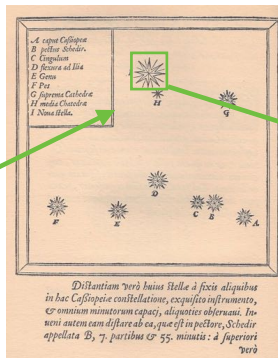 A caput Caßiopeæ
B pectus Schedir.
C Cingulum
D flexura ad Ilia
E Genu
F Pes
G suprema Cathedræ
H media Chatedræ
I Noua stella.
I
H
G
D
F
E
C
B
A
Distantiam verò huius stellæ à fixis aliquibus
in hac Caßiopeiæ constellatione, exquisito instrumento,
& omnium minutorum capaci, aliquoties obseruaui. In-
ueni autem eam distare ab ea, quæ est in pectore, Schedir
appellata B, 7. partibus & 55. minutis : à superiori
verò